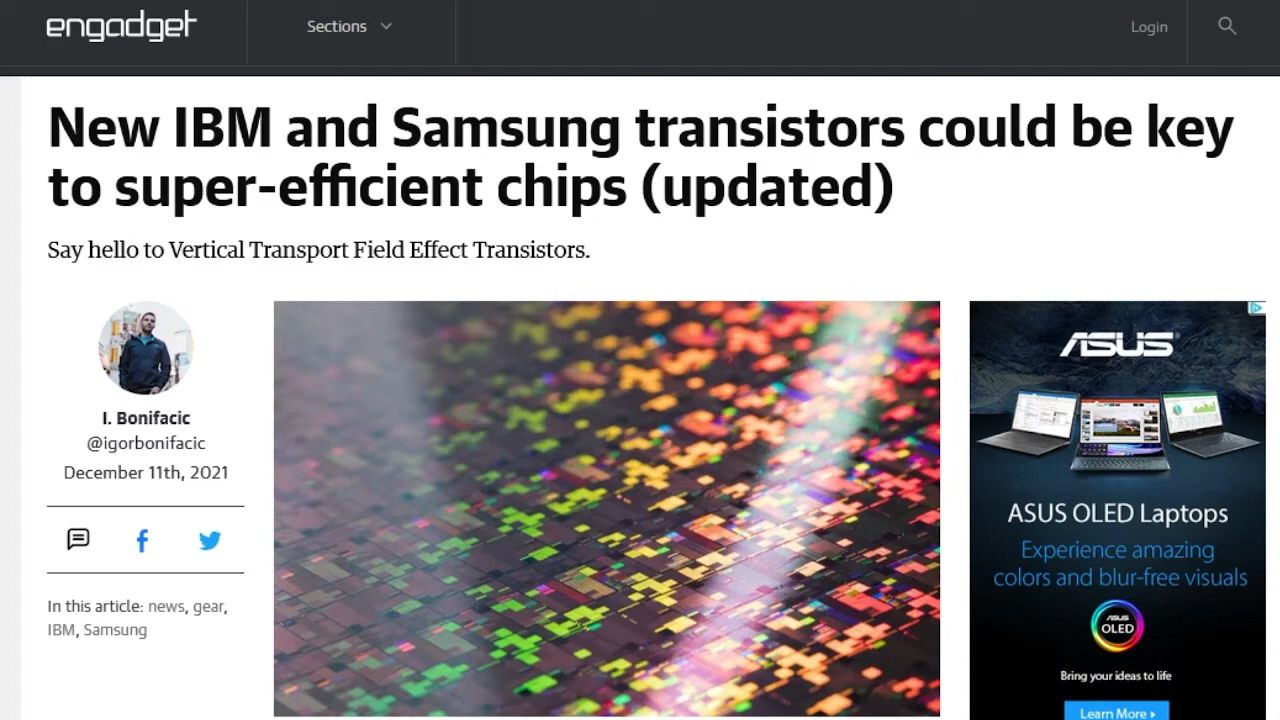 engadget
Sections
Login
New IBM and Samsung transistors could be key
to super-efficient chips (updated)
Say hello to Vertical Transport Field Effect Transistors.
I. Bonifacic
@igorbonifacic
December 11th, 2021
In this article: news, gear,
IBM, Samsung
ASUS
ASUS OLED Laptops
Experience amazing
colors and blur-free visuals
ASUS
OLED
Bring your ideas to life
Learn More